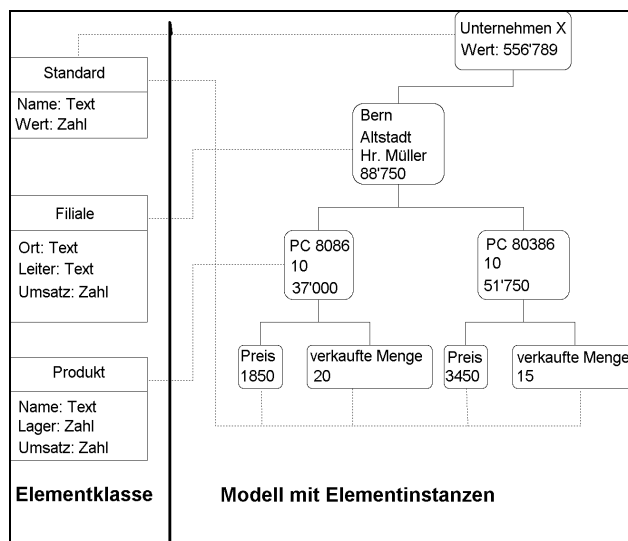 Unternehmen X
Wert: 556'789
Standard
Name: Text
Wert: Zahl
Bern
Altstadt
Hr. Müller
88'750
Filiale
Ort: Text
Leiter: Text
Umsatz: Zahl
PC 8086
10
37'000
PC 80386
10
51'750
Preis
1850
verkaufte Menge
20
Preis
3450
verkaufte Menge
15
Produkt
Name: Text
Lager: Zahl
Umsatz: Zahl
Elementklasse
Modell mit Elementinstanzen